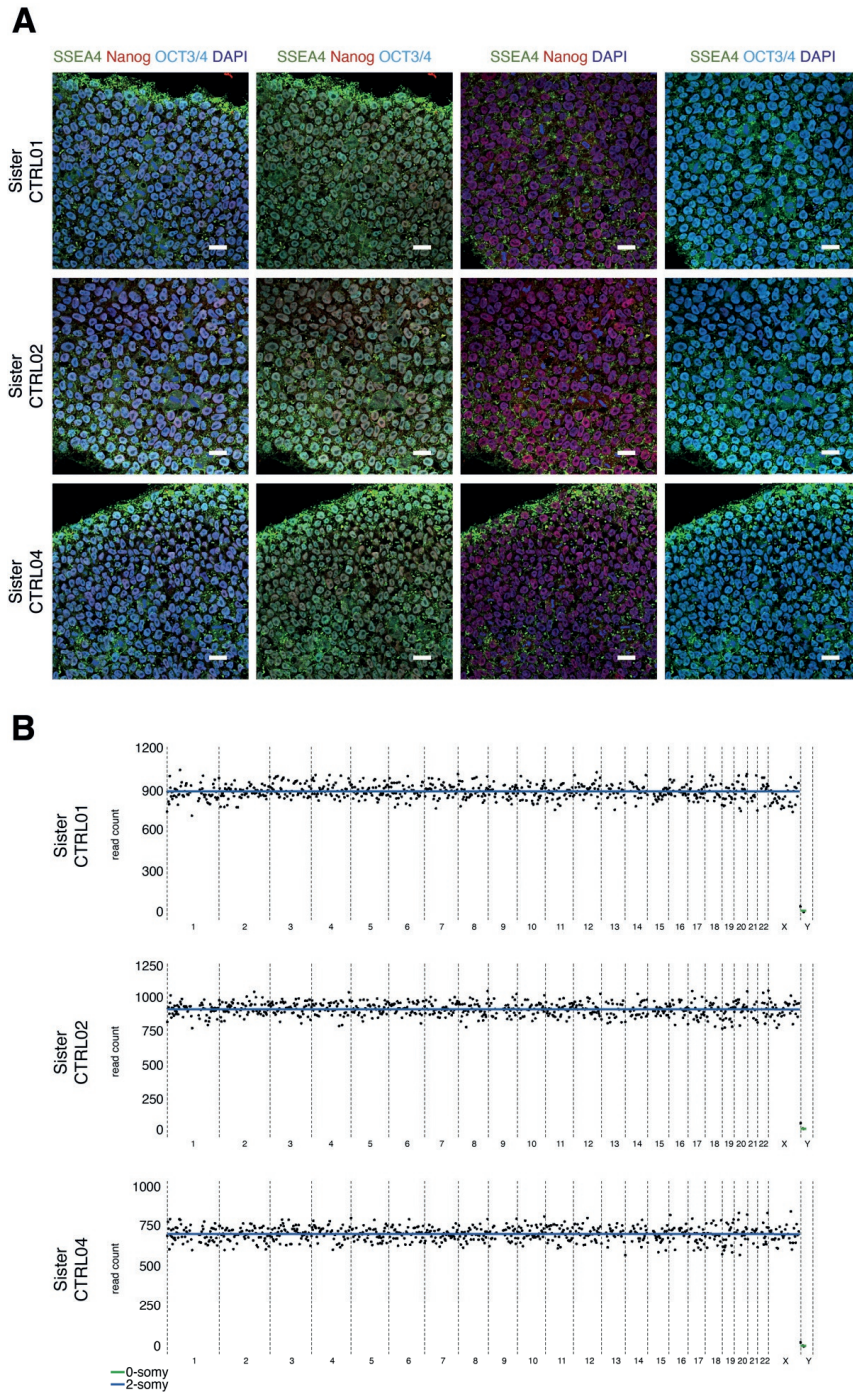 A
SSEA4 Nanog OCT3/4 DAPI
SSEA4 Nanog OCT3/4
SSEA4 Nanog DAPI
SSEA4 OCT3/4 DAPI
Sister
CTRL01
Sister
CTRL02
Sister
CTRL04
B
Sister
CTRL01
read count
1200
900
600
300
0
1 2 3 4 5 6 7 8 9 10 11 12 13 14 15 16 17 18 19 20 21 22 X Y
Sister
CTRL02
read count
1250
1000
750
500
250
0
1 2 3 4 5 6 7 8 9 10 11 12 13 14 15 16 17 18 19 20 21 22 X Y
Sister
CTRL04
read count
1000
750
500
250
0
1 2 3 4 5 6 7 8 9 10 11 12 13 14 15 16 17 18 19 20 21 22 X Y
0-somy
2-somy